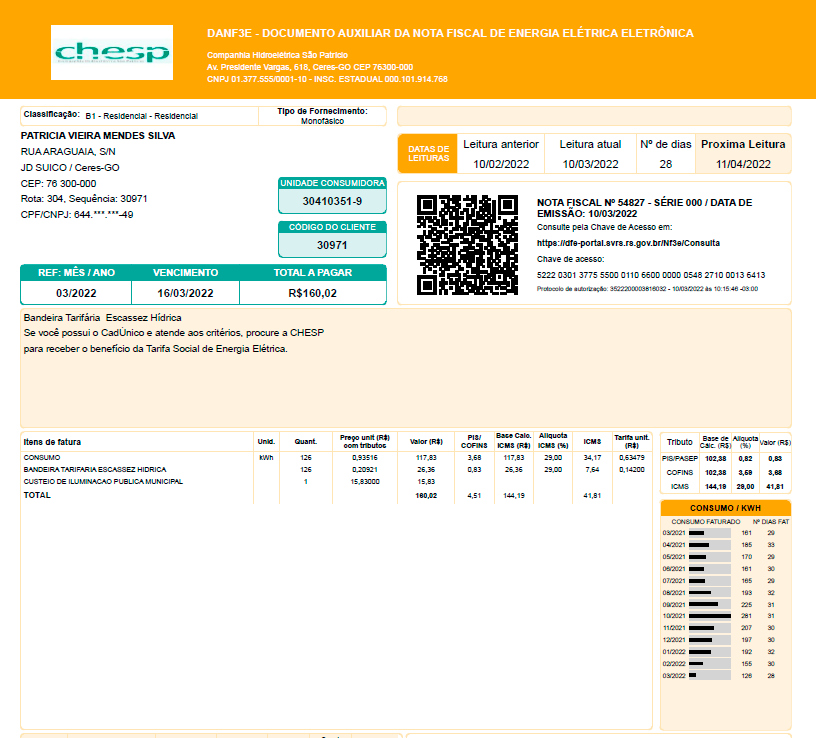 chesp
DANF3E - DOCUMENTO AUXILIAR DA NOTA FISCAL DE ENERGIA ELÉTRICA ELETRÔNICA
Companhia Hidroelétrica São Patrício
Av. Presidente Vargas, 618, Ceres-GO CEP 76300-000
CNPJ 01.377.555/0001-10 - INSC. ESTADUAL 000.101.914.768
Classificação: B1 - Residencial - Residencial
Tipo de Fornecimento:
Monofásico
PATRICIA VIEIRA MENDES SILVA
RUA ARAGUAIA, S/N
JD SUICO / Ceres-GO
CEP: 76 300-000
Rota: 304, Sequência: 30971
CPF/CNPJ: 644.***.***-49
UNIDADE CONSUMIDORA
30410351-9
CÓDIGO DO CLIENTE
30971
REF: MÊS / ANO VENCIMENTO TOTAL A PAGAR
03/2022 16/03/2022 R$160,02
DATAS DE LEITURAS
Leitura anterior Leitura atual Nº de dias Proxima Leitura
10/02/2022 10/03/2022 28 11/04/2022
NOTA FISCAL Nº 54827 - SÉRIE 000 / DATA DE
EMISSÃO: 10/03/2022
Consulte pela Chave de Acesso em:
https://dfe-portal.svrs.rs.gov.br/Nf3e/Consulta
Chave de acesso:
5222 0301 3775 5500 0110 6600 0000 0548 2710 0013 6413
Protocolo de autorização: 3522200003816032 - 10/03/2022 às 10:15:46 -03:00
Bandeira Tarifária Escassez Hídrica
Se você possui o CadÚnico e atende aos critérios, procure a CHESP
para receber o benefício da Tarifa Social de Energia Elétrica.
Itens de fatura Unid. Quant. Preço unit (R$) com tributos Valor (R$) PIS/ COFINS Base Calc. ICMS (R$) Alíquota ICMS (%) ICMS Tarifa unit. (R$)
CONSUMO kWh 126 0,93516 117,83 3,68 117,83 29,00 34,17 0,63479
BANDEIRA TARIFARIA ESCASSEZ HIDRICA 126 0,20921 26,36 0,83 26,36 29,00 7,64 0,14200
CUSTEIO DE ILUMINACAO PUBLICA MUNICIPAL 1 15,83000 15,83
TOTAL 160,02 4,51 144,19 41,81
Tributo Base de Cálc. (R$) Alíquota (%) Valor (R$)
PIS/PASEP 102,38 0,82 0,83
COFINS 102,38 3,59 3,68
ICMS 144,19 29,00 41,81
CONSUMO / KWH
CONSUMO FATURADO Nº DIAS FAT
03/2021 161 29
04/2021 185 33
05/2021 170 29
06/2021 161 30
07/2021 165 29
08/2021 193 32
09/2021 225 31
10/2021 281 31
11/2021 207 30
12/2021 197 30
01/2022 192 32
02/2022 155 30
03/2022 126 28